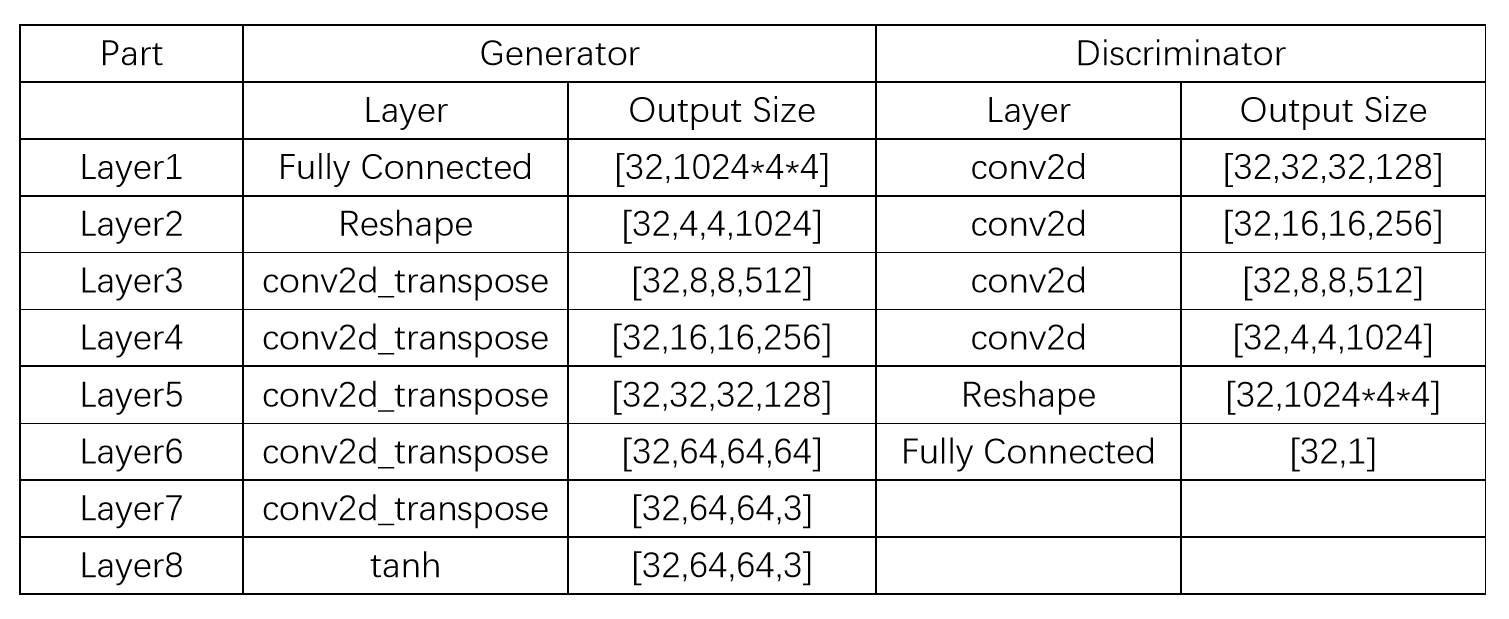 Part Generator Discriminator
Layer Output Size Layer Output Size
Layer1 Fully Connected [32,1024*4*4] conv2d [32,32,32,128]
Layer2 Reshape [32,4,4,1024] conv2d [32,16,16,256]
Layer3 conv2d_transpose [32,8,8,512] conv2d [32,8,8,512]
Layer4 conv2d_transpose [32,16,16,256] conv2d [32,4,4,1024]
Layer5 conv2d_transpose [32,32,32,128] Reshape [32,1024*4*4]
Layer6 conv2d_transpose [32,64,64,64] Fully Connected [32,1]
Layer7 conv2d_transpose [32,64,64,3]
Layer8 tanh [32,64,64,3]